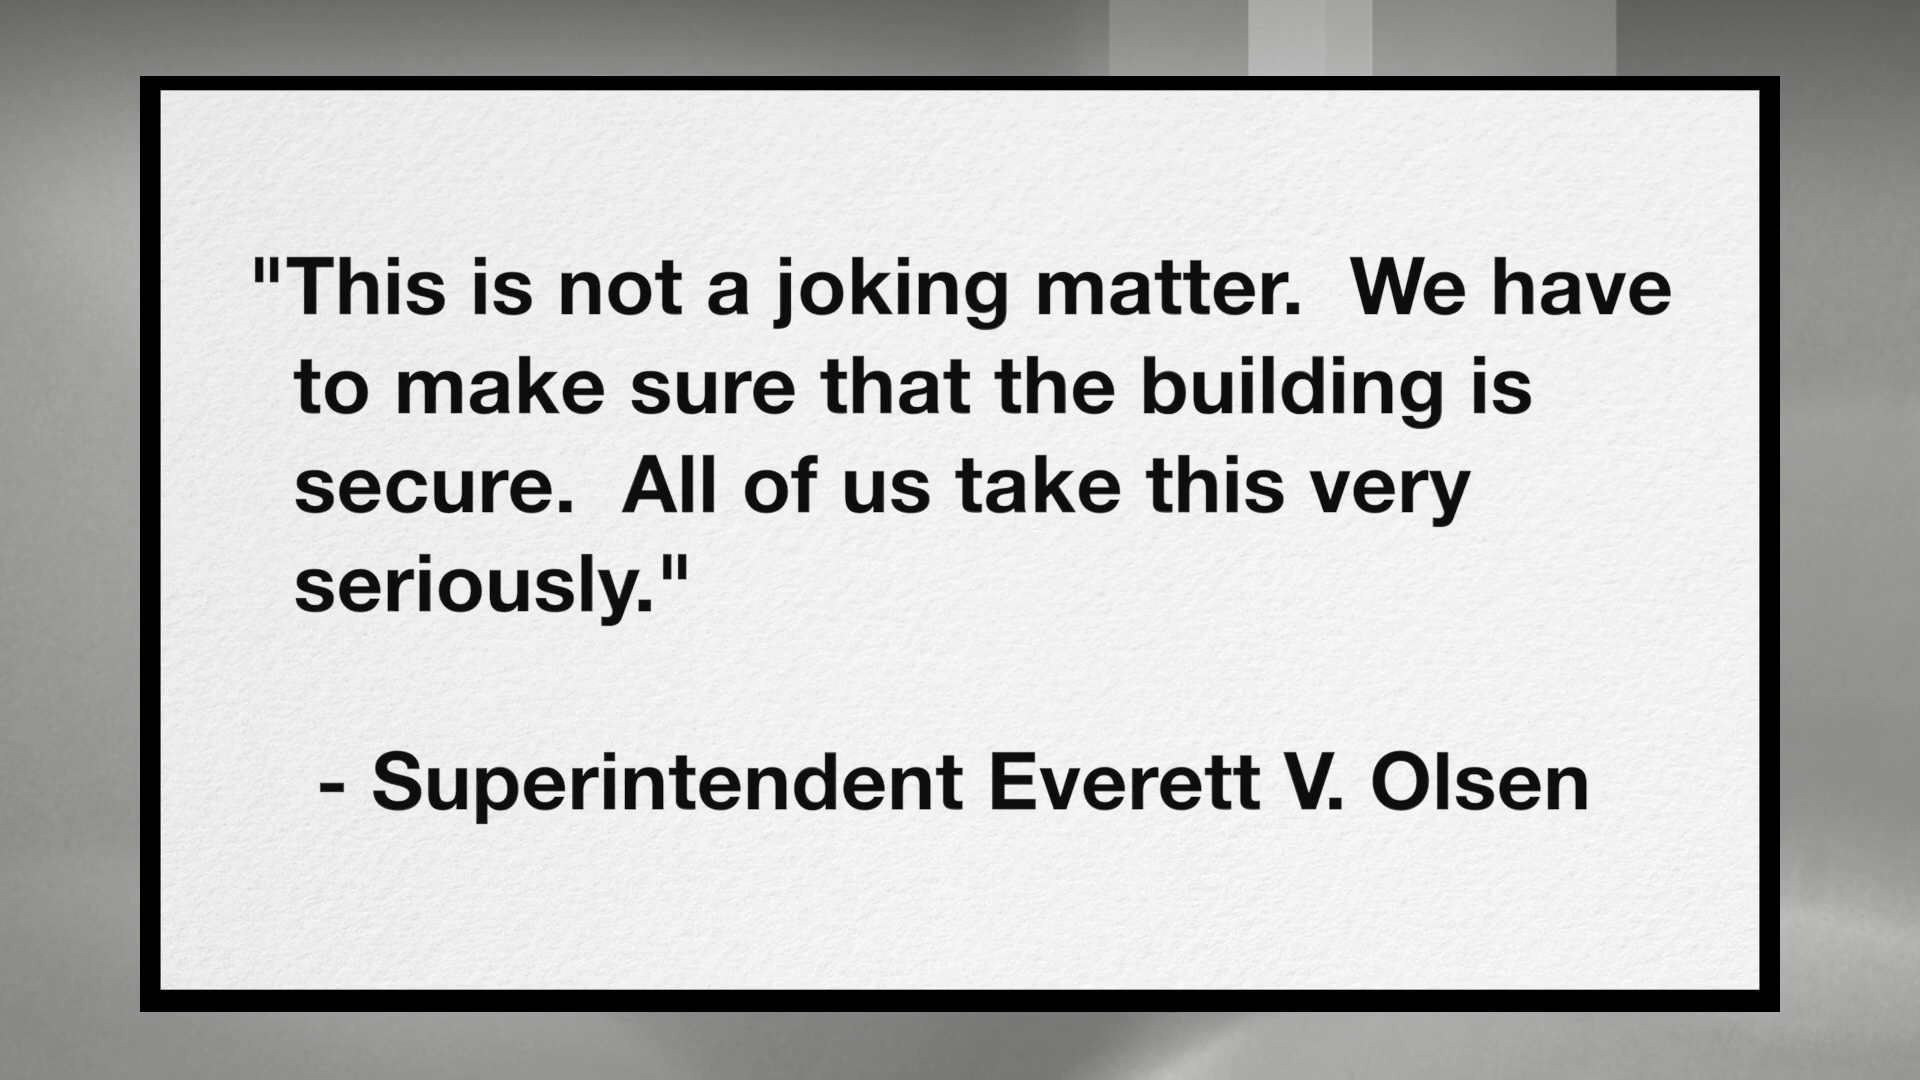 "This is not a joking matter.  We have
to make sure that the building is
secure.  All of us take this very
seriously."
- Superintendent Everett V. Olsen